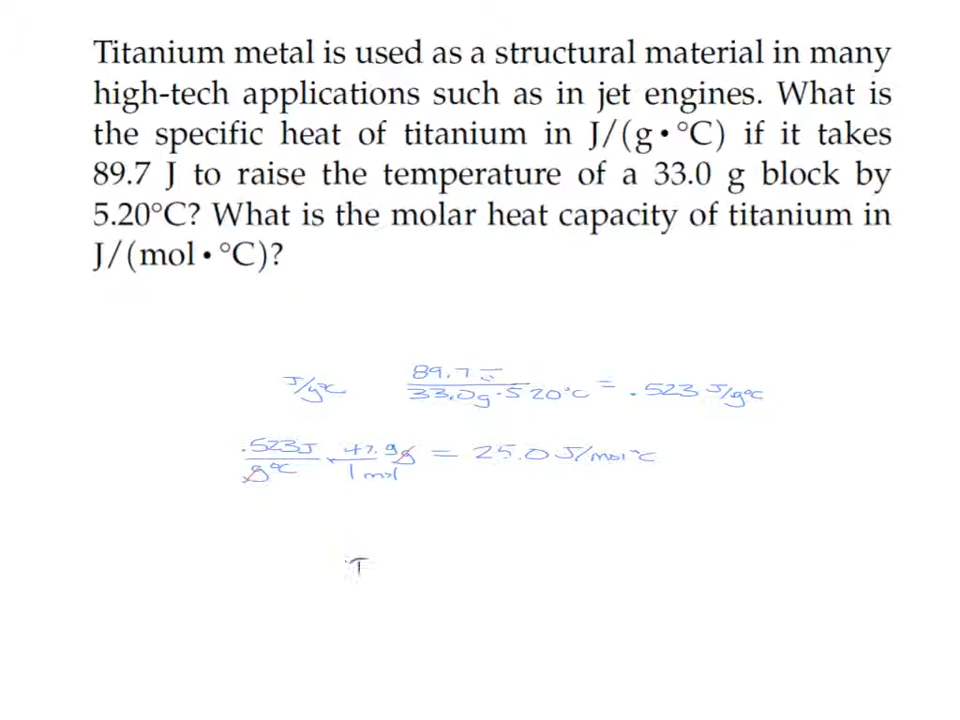 Titanium metal is used as a structural material in many
high-tech applications such as in jet engines. What is
the specific heat of titanium in J/(g • °C) if it takes
89.7 J to raise the temperature of a 33.0 g block by
5.20°C? What is the molar heat capacity of titanium in
J/(mol • °C)?
J/g°C 89.7 J / 33.0g · 5.20°C = .523 J/g°C
.523J / g°C · 47.9g / 1 mol = 25.0 J/mol°C